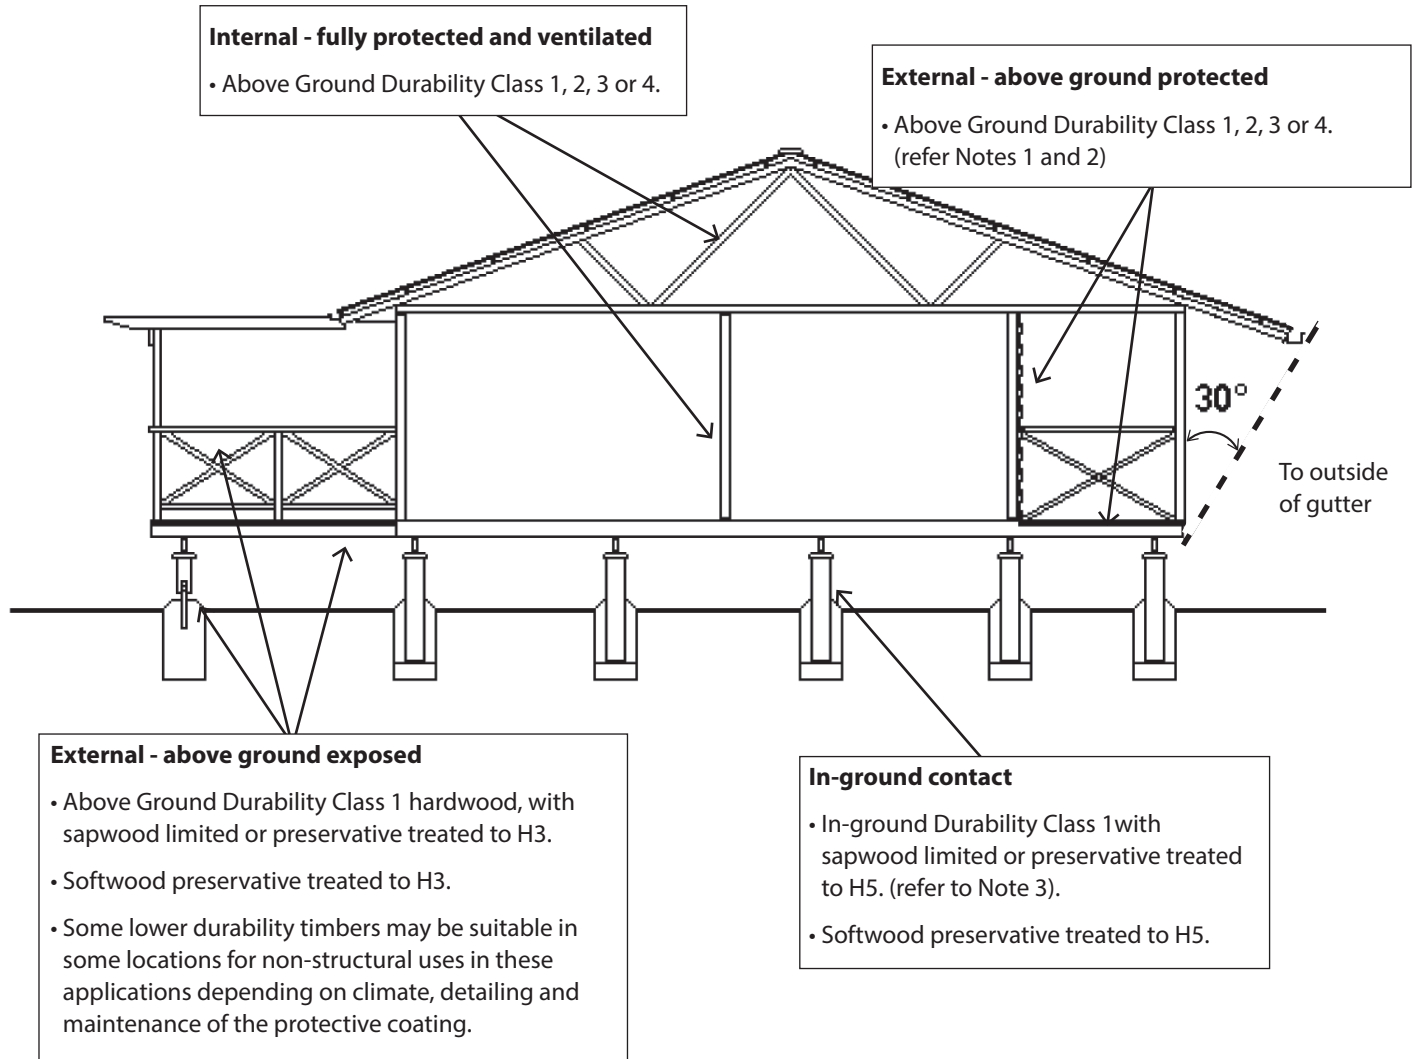 Internal - fully protected and ventilated
• Above Ground Durability Class 1, 2, 3 or 4.
External - above ground protected
• Above Ground Durability Class 1, 2, 3 or 4.
(refer Notes 1 and 2)
30°
To outside
of gutter
External - above ground exposed
• Above Ground Durability Class 1 hardwood, with
sapwood limited or preservative treated to H3.
• Softwood preservative treated to H3.
• Some lower durability timbers may be suitable in
some locations for non-structural uses in these
applications depending on climate, detailing and
maintenance of the protective coating.
In-ground contact
• In-ground Durability Class 1with
sapwood limited or preservative treated
to H5. (refer to Note 3).
• Softwood preservative treated to H5.